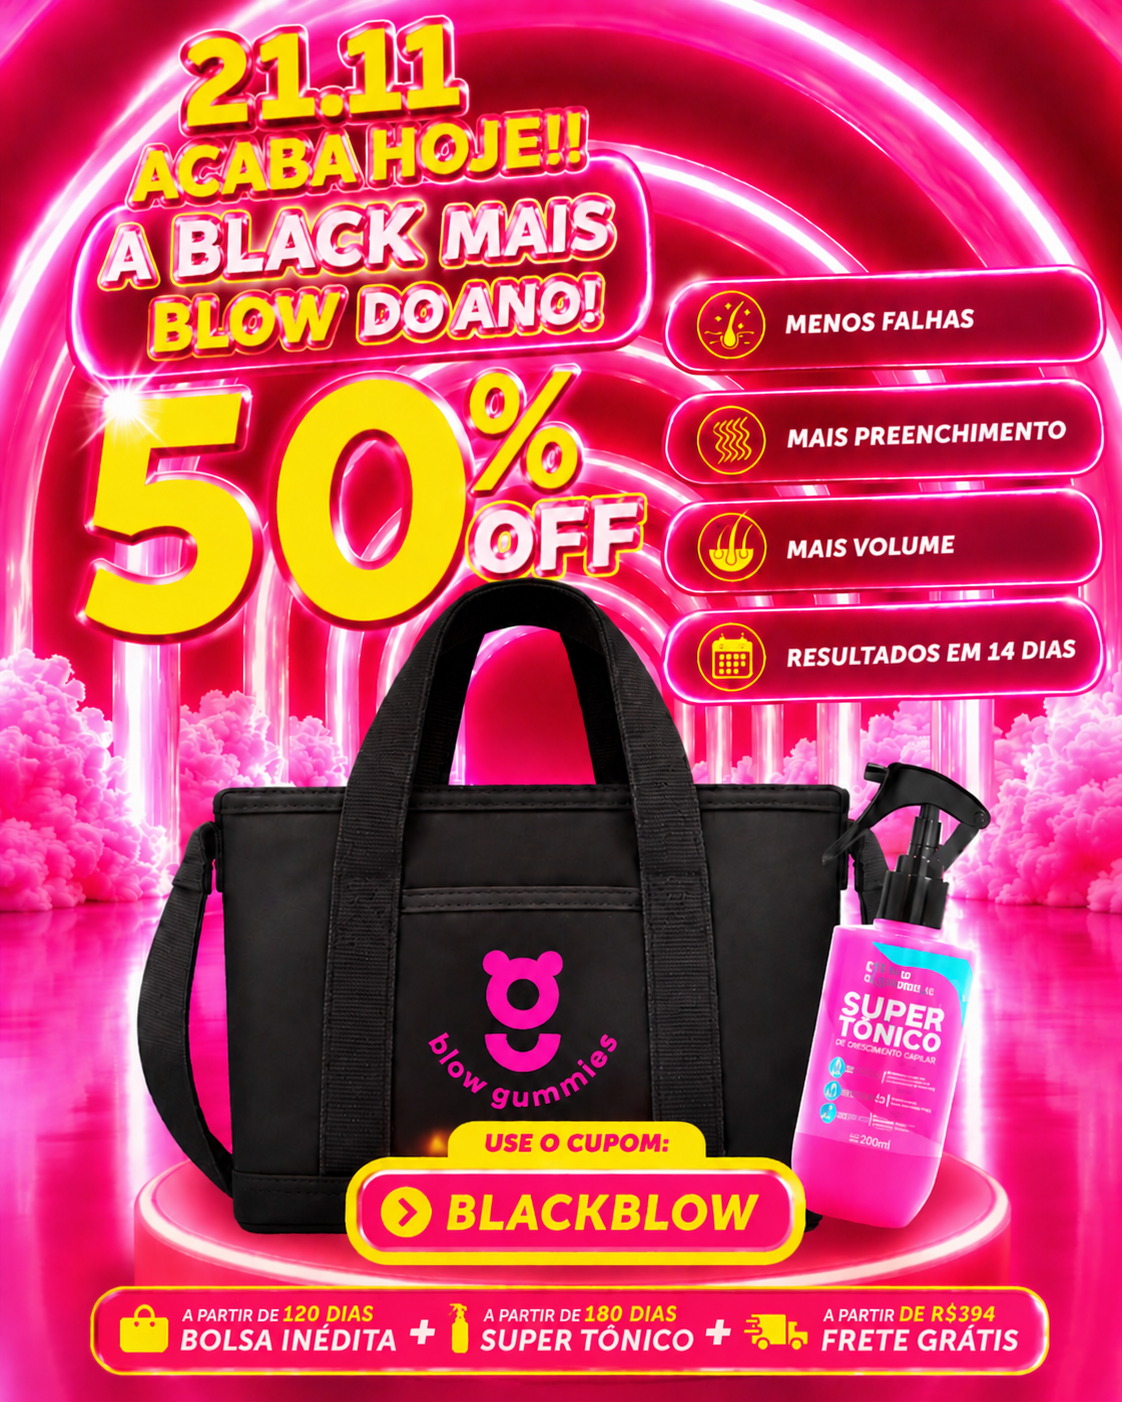 21.11
ACABA HOJE!!
A BLACK MAIS
BLOW DO ANO!
50%
OFF
MENOS FALHAS
MAIS PREENCHIMENTO
MAIS VOLUME
RESULTADOS EM 14 DIAS
blow gummies
SUPER
TÔNICO
DE CRESCIMENTO CAPILAR
200ml
USE O CUPOM:
BLACKBLOW
A PARTIR DE 120 DIAS
BOLSA INÉDITA
+
A PARTIR DE 180 DIAS
SUPER TÔNICO
+
A PARTIR DE R$394
FRETE GRÁTIS